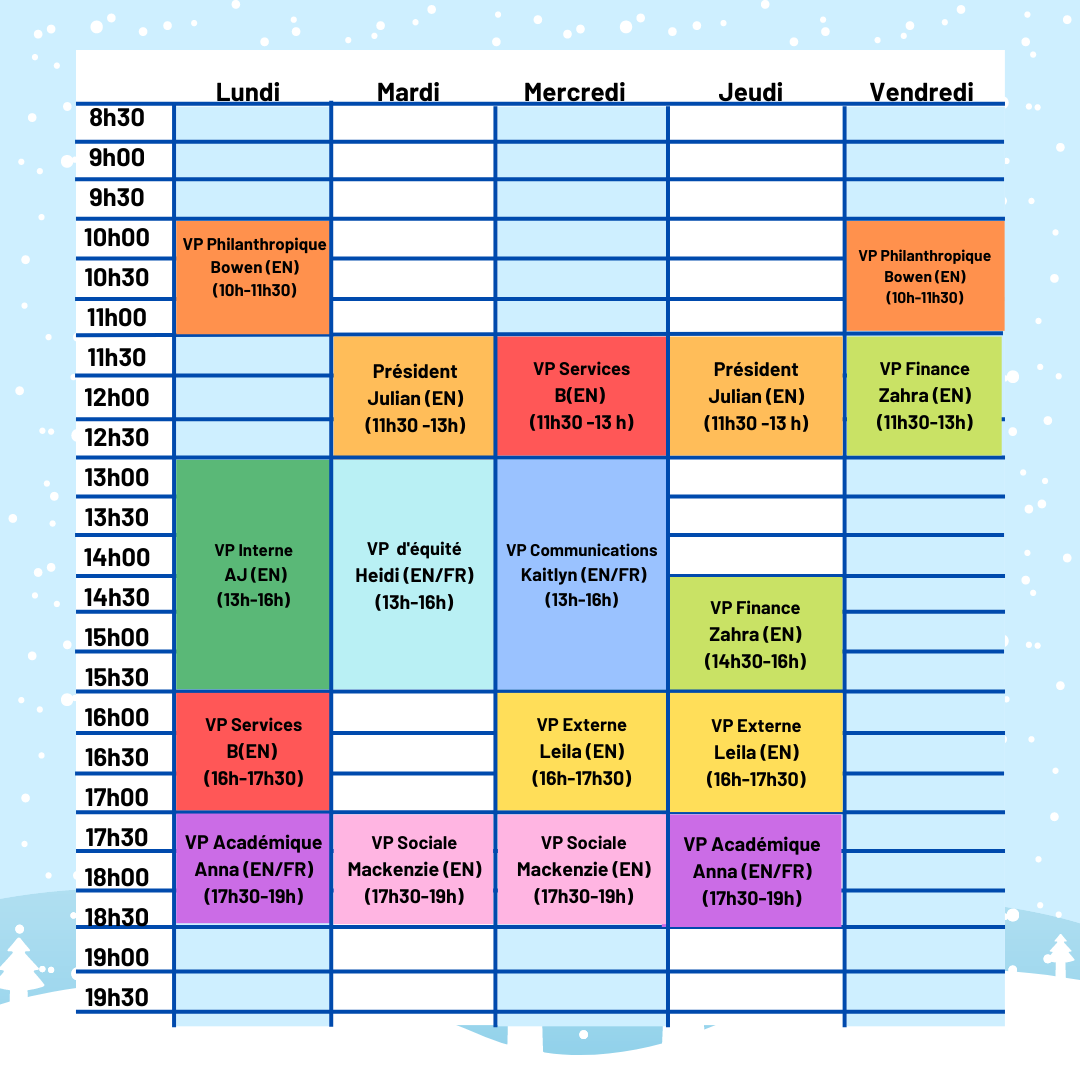 Lundi Mardi Mercredi Jeudi Vendredi
8h30
9h00
9h30
10h00
10h30
11h00
11h30
12h00
12h30
13h00
13h30
14h00
14h30
15h00
15h30
16h00
16h30
17h00
17h30
18h00
18h30
19h00
19h30
VP Philanthropique
Bowen (EN)
(10h-11h30)
VP Interne
AJ (EN)
(13h-16h)
VP Services
B(EN)
(16h-17h30)
VP Académique
Anna (EN/FR)
(17h30-19h)
Président
Julian (EN)
(11h30 -13h)
VP d'équité
Heidi (EN/FR)
(13h-16h)
VP Sociale
Mackenzie (EN)
(17h30-19h)
VP Services
B(EN)
(11h30 -13 h)
VP Communications
Kaitlyn (EN/FR)
(13h-16h)
VP Externe
Leila (EN)
(16h-17h30)
VP Sociale
Mackenzie (EN)
(17h30-19h)
Président
Julian (EN)
(11h30 -13 h)
VP Finance
Zahra (EN)
(14h30-16h)
VP Externe
Leila (EN)
(16h-17h30)
VP Académique
Anna (EN/FR)
(17h30-19h)
VP Philanthropique
Bowen (EN)
(10h-11h30)
VP Finance
Zahra (EN)
(11h30-13h)